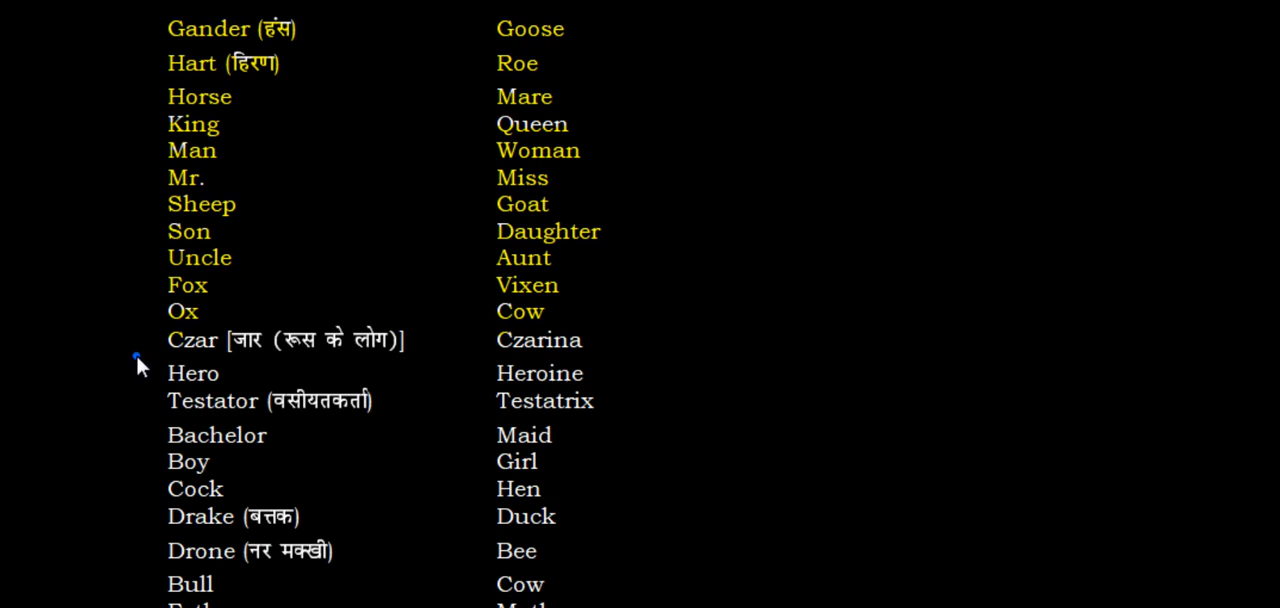 Gander (हंस) Goose
Hart (हिरण) Roe
Horse Mare
King Queen
Man Woman
Mr. Miss
Sheep Goat
Son Daughter
Uncle Aunt
Fox Vixen
Ox Cow
Czar [जार (रूस के लोग)] Czarina
Hero Heroine
Testator (वसीयतकर्ता) Testatrix
Bachelor Maid
Boy Girl
Cock Hen
Drake (बत्तक) Duck
Drone (नर मक्खी) Bee
Bull Cow